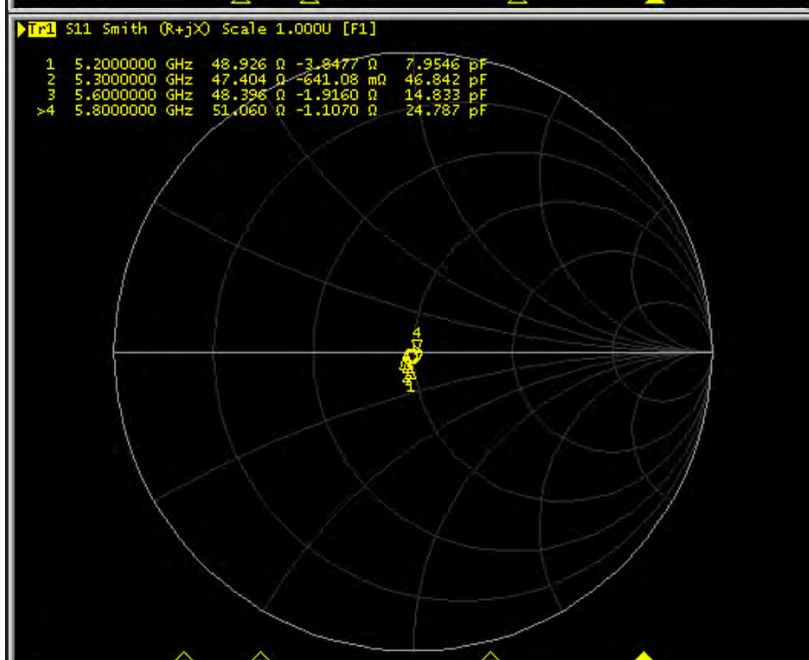 Tr1 S11 Smith (R+jX) Scale 1.000U [F1]
1 5.2000000 GHz 48.926 Ω -3.8477 Ω 7.9546 pF
2 5.3000000 GHz 47.404 Ω -641.08 mΩ 46.842 pF
3 5.6000000 GHz 48.396 Ω -1.9160 Ω 14.833 pF
>4 5.8000000 GHz 51.060 Ω -1.1070 Ω 24.787 pF
4
1